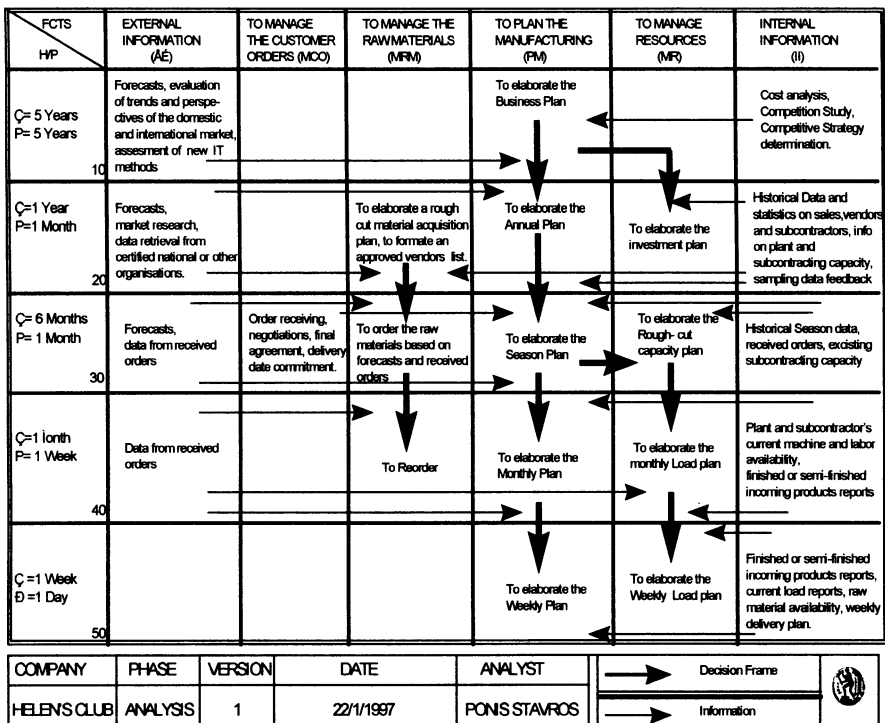 FCTS
H/P
EXTERNAL
INFORMATION
(ÅÉ)
TO MANAGE
THE CUSTOMER
ORDERS (MCO)
TO MANAGE THE
RAW MATERIALS
(MRM)
TO PLAN THE
MANUFACTURING
(PM)
TO MANAGE
RESOURCES
(MR)
INTERNAL
INFORMATION
(II)
Ç= 5 Years
P= 5 Years
10
Forecasts, evaluation
of trends and perspe-
ctives of the domestic
and international market,
assesment of new IT
methods
To elaborate the
Business Plan
Cost analysis,
Competition Study,
Competitive Strategy
determination.
Ç=1 Year
P=1 Month
20
Forecasts,
market research,
data retrieval from
certified national or other
organisations.
To elaborate a rough
cut material acquisition
plan, to formate an
approved vendors list.
To elaborate the
Annual Plan
To elaborate the
investment plan
Historical Data and
statistics on sales,vendors
and subcontractors, info
on plant and
subcontracting capacity,
sampling data feedback
Ç= 6 Months
P= 1 Month
30
Forecasts,
data from received
orders
Order receiving,
negotiations, final
agreement, delivery
date commitment.
To order the raw
materials based on
forecasts and received
orders
To elaborate the
Season Plan
To elaborate the
Rough- cut
capacity plan
Historical Season data,
received orders, excisting
subcontracting capacity
Ç=1 Ìonth
P= 1 Week
40
Data from received
orders
To Reorder
To elaborate the
Monthly Plan
To elaborate the
monthly Load plan
Plant and subcontractor's
current machine and labor
availability,
finished or semi-finished
incoming products reports
Ç =1 Week
Ð =1 Day
50
To elaborate the
Weekly Plan
To elaborate the
Weekly Load plan
Finished or semi-finished
incoming products reports,
current load reports, raw
material availability, weekly
delivery plan.
COMPANY
PHASE
VERSION
DATE
ANALYST
HELEN'S CLUB
ANALYSIS
1
22/1/1997
PONIS STAVROS
Decision Frame
Information